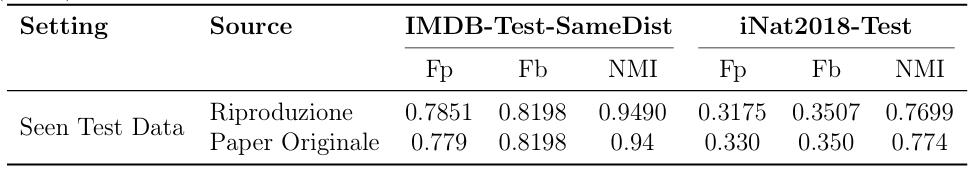 Setting Source IMDB-Test-SameDist iNat2018-Test
Fp Fb NMI Fp Fb NMI
Seen Test Data
Riproduzione 0.7851 0.8198 0.9490 0.3175 0.3507 0.7699
Paper Originale 0.779 0.8198 0.94 0.330 0.350 0.774